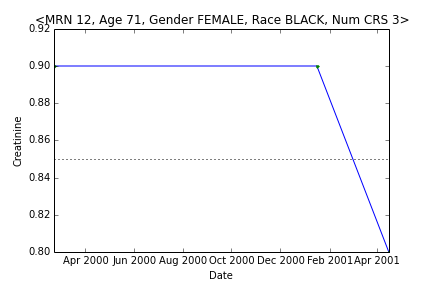 <MRN 12, Age 71, Gender FEMALE, Race BLACK, Num CRS 3>
0.92
0.90
0.88
0.86
0.84
0.82
0.80
Creatinine
Apr 2000 Jun 2000 Aug 2000 Oct 2000 Dec 2000 Feb 2001 Apr 2001
Date